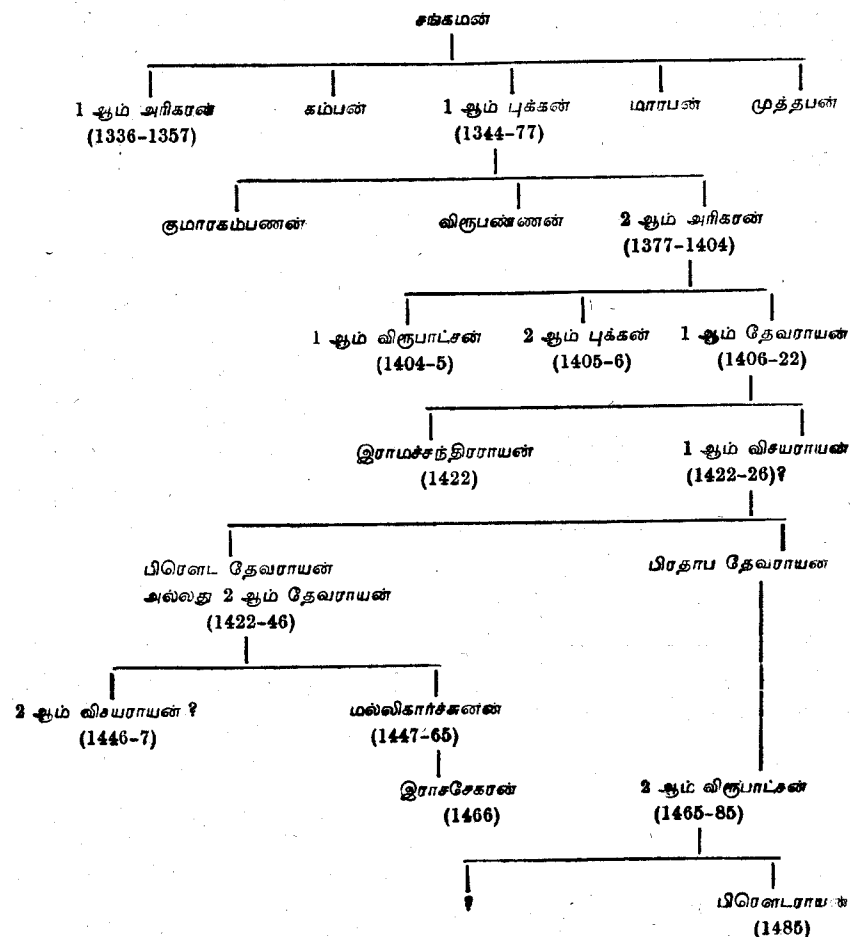 சங்கமன்
1 ஆம் அரிகரன் கம்பன் 1 ஆம் புக்கன் மாரபன் முத்தபன்
(1336-1357) (1344-77)
குமாரகம்பணன் விரூபண்ணன் 2 ஆம் அரிகரன்
(1377-1404)
1 ஆம் விரூபாட்சன் 2 ஆம் புக்கன் 1 ஆம் தேவராயன்
(1404-5) (1405-6) (1406-22)
இராமச்சந்திரராயன் 1 ஆம் விசயராயன்
(1422) (1422-26)?
பிரௌட தேவராயன் பிரதாப தேவராயன்
அல்லது 2 ஆம் தேவராயன்
(1422-46)
2 ஆம் விசயராயன் ? மல்லிகார்ச்சுனன்
(1446-7) (1447-65)
இராசசேகரன் 2 ஆம் விரூபாட்சன்
(1466) (1465-85)
? பிரௌடராயன்
(1485)